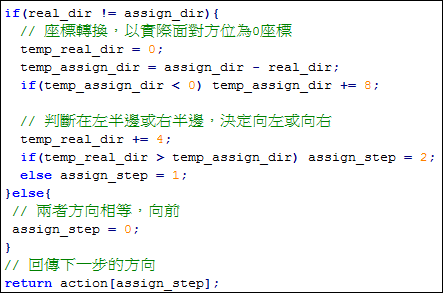 if(real_dir != assign_dir){
// 座標轉換，以實際面對方位為0座標
temp_real_dir = 0;
temp_assign_dir = assign_dir - real_dir;
if(temp_assign_dir < 0) temp_assign_dir += 8;
// 判斷在左半邊或右半邊，決定向左或向右
temp_real_dir += 4;
if(temp_real_dir > temp_assign_dir) assign_step = 2;
else assign_step = 1;
}else{
// 兩者方向相等，向前
assign_step = 0;
}
// 回傳下一步的方向
return action[assign_step];